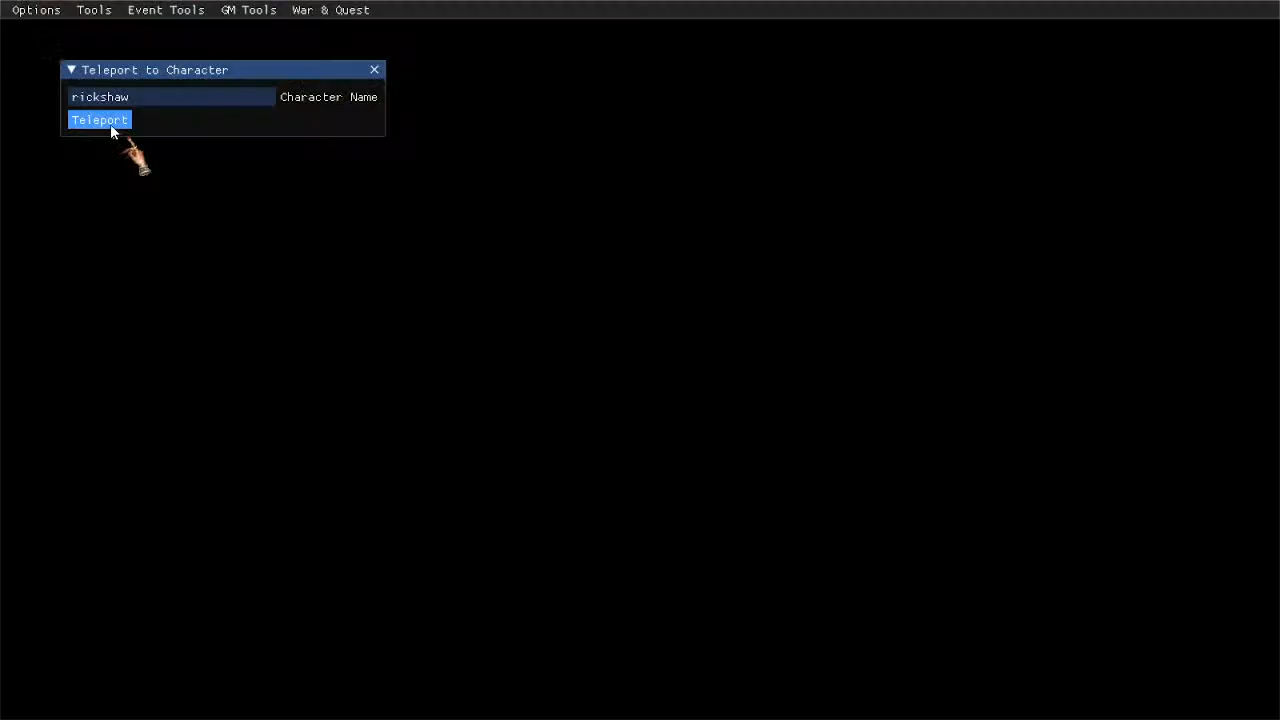 Options Tools Event Tools GM Tools War & Quest
Teleport to Character
rickshaw Character Name
Teleport